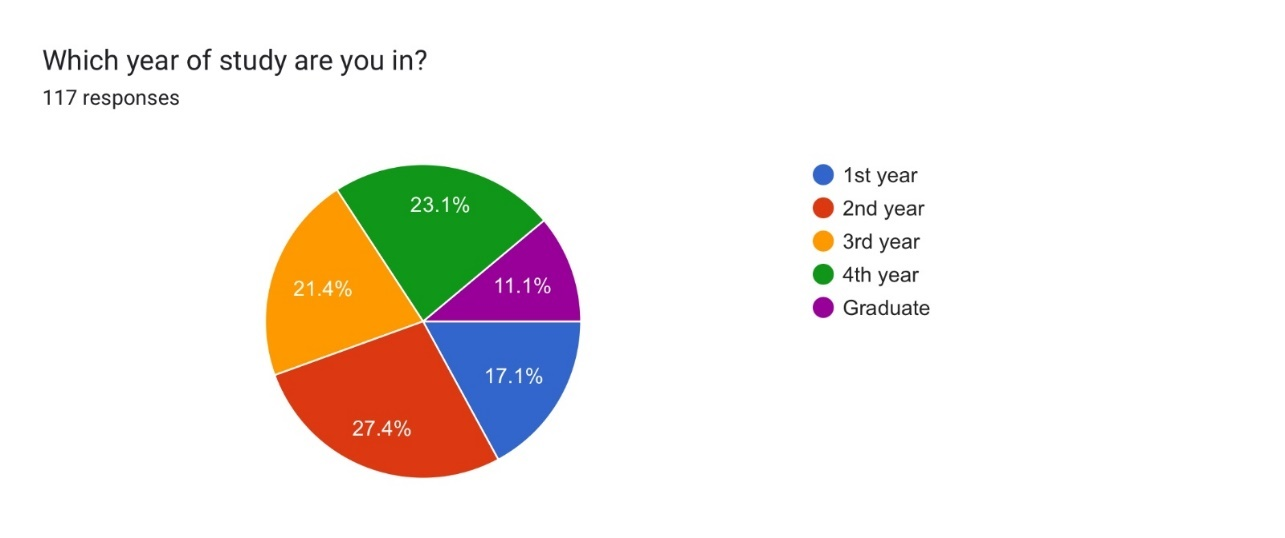 Which year of study are you in?
117 responses
23.1%
21.4%
11.1%
17.1%
27.4%
1st year
2nd year
3rd year
4th year
Graduate